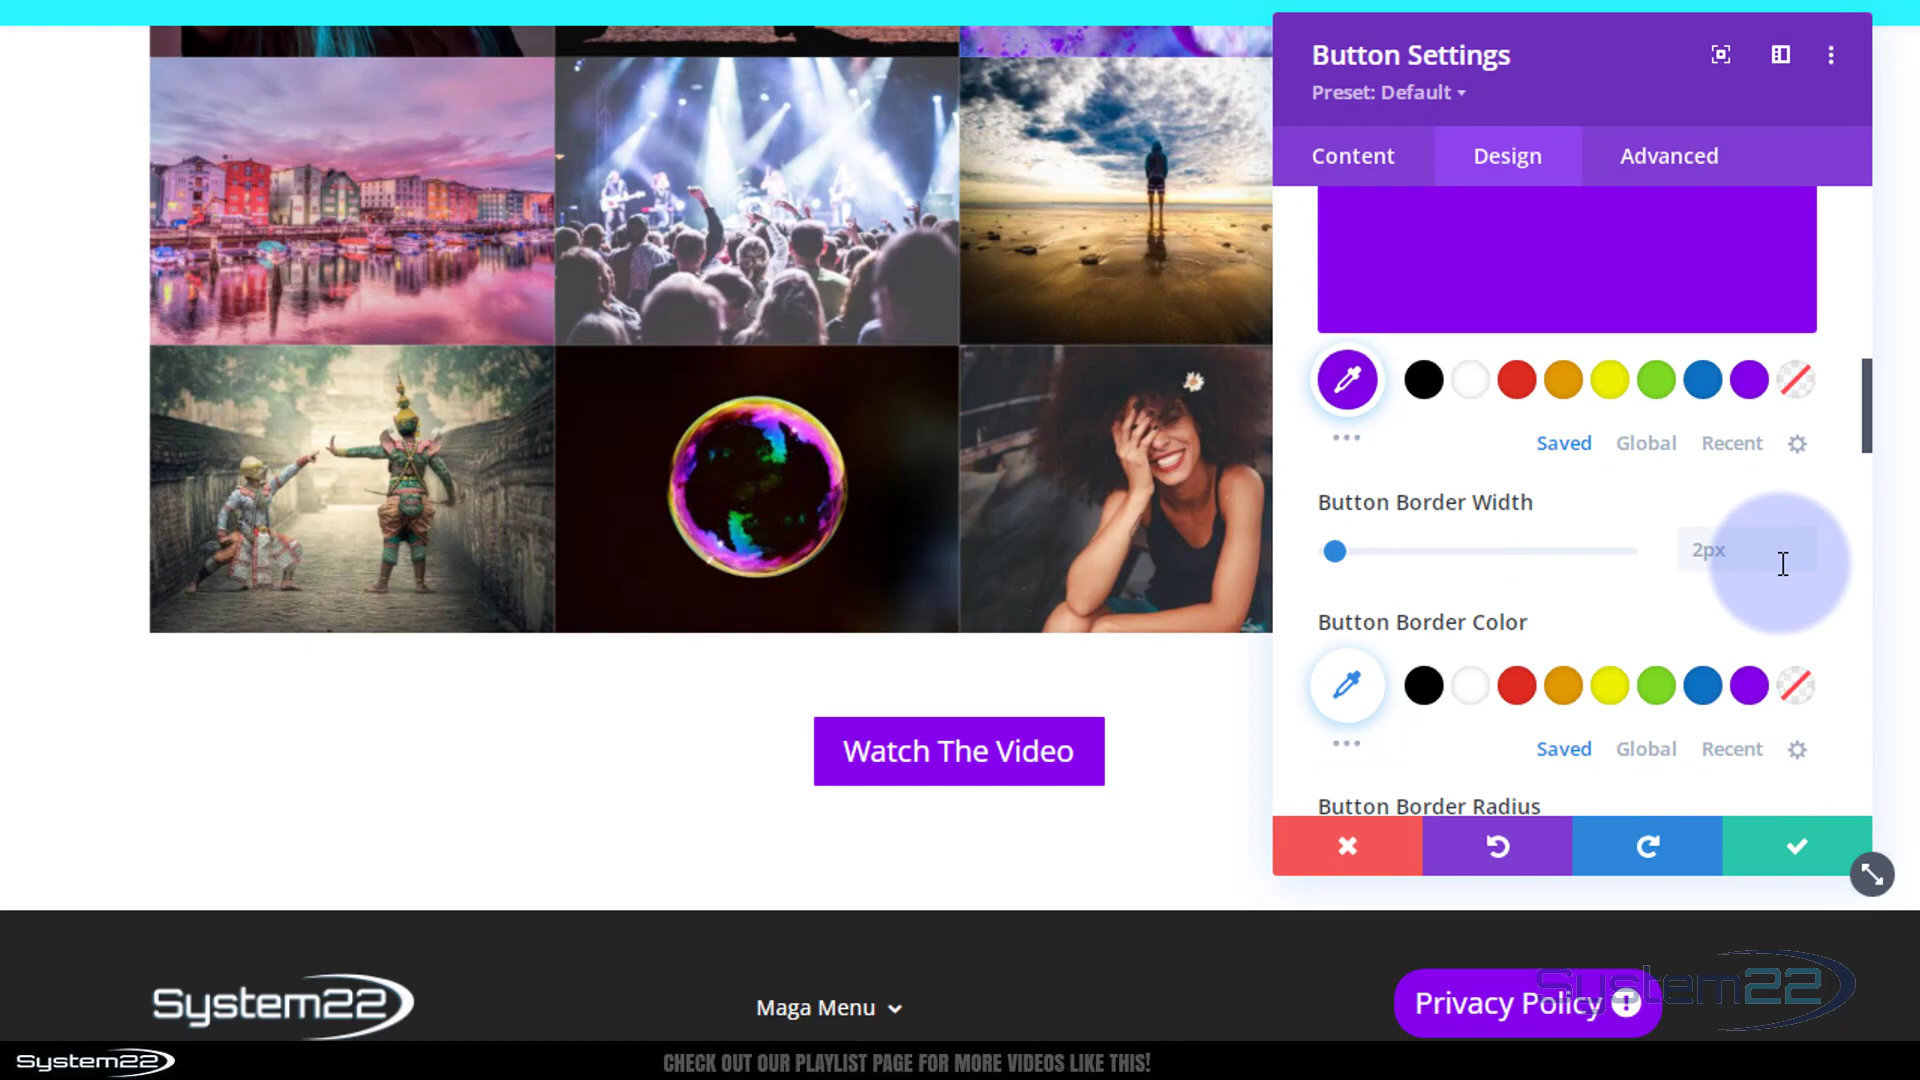 Button Settings
Preset: Default
Content Design Advanced
Saved Global Recent
Button Border Width
2px
Button Border Color
Saved Global Recent
Button Border Radius
Watch The Video
System22
Maga Menu
Privacy Policy
System22
System22
CHECK OUT OUR PLAYLIST PAGE FOR MORE VIDEOS LIKE THIS!